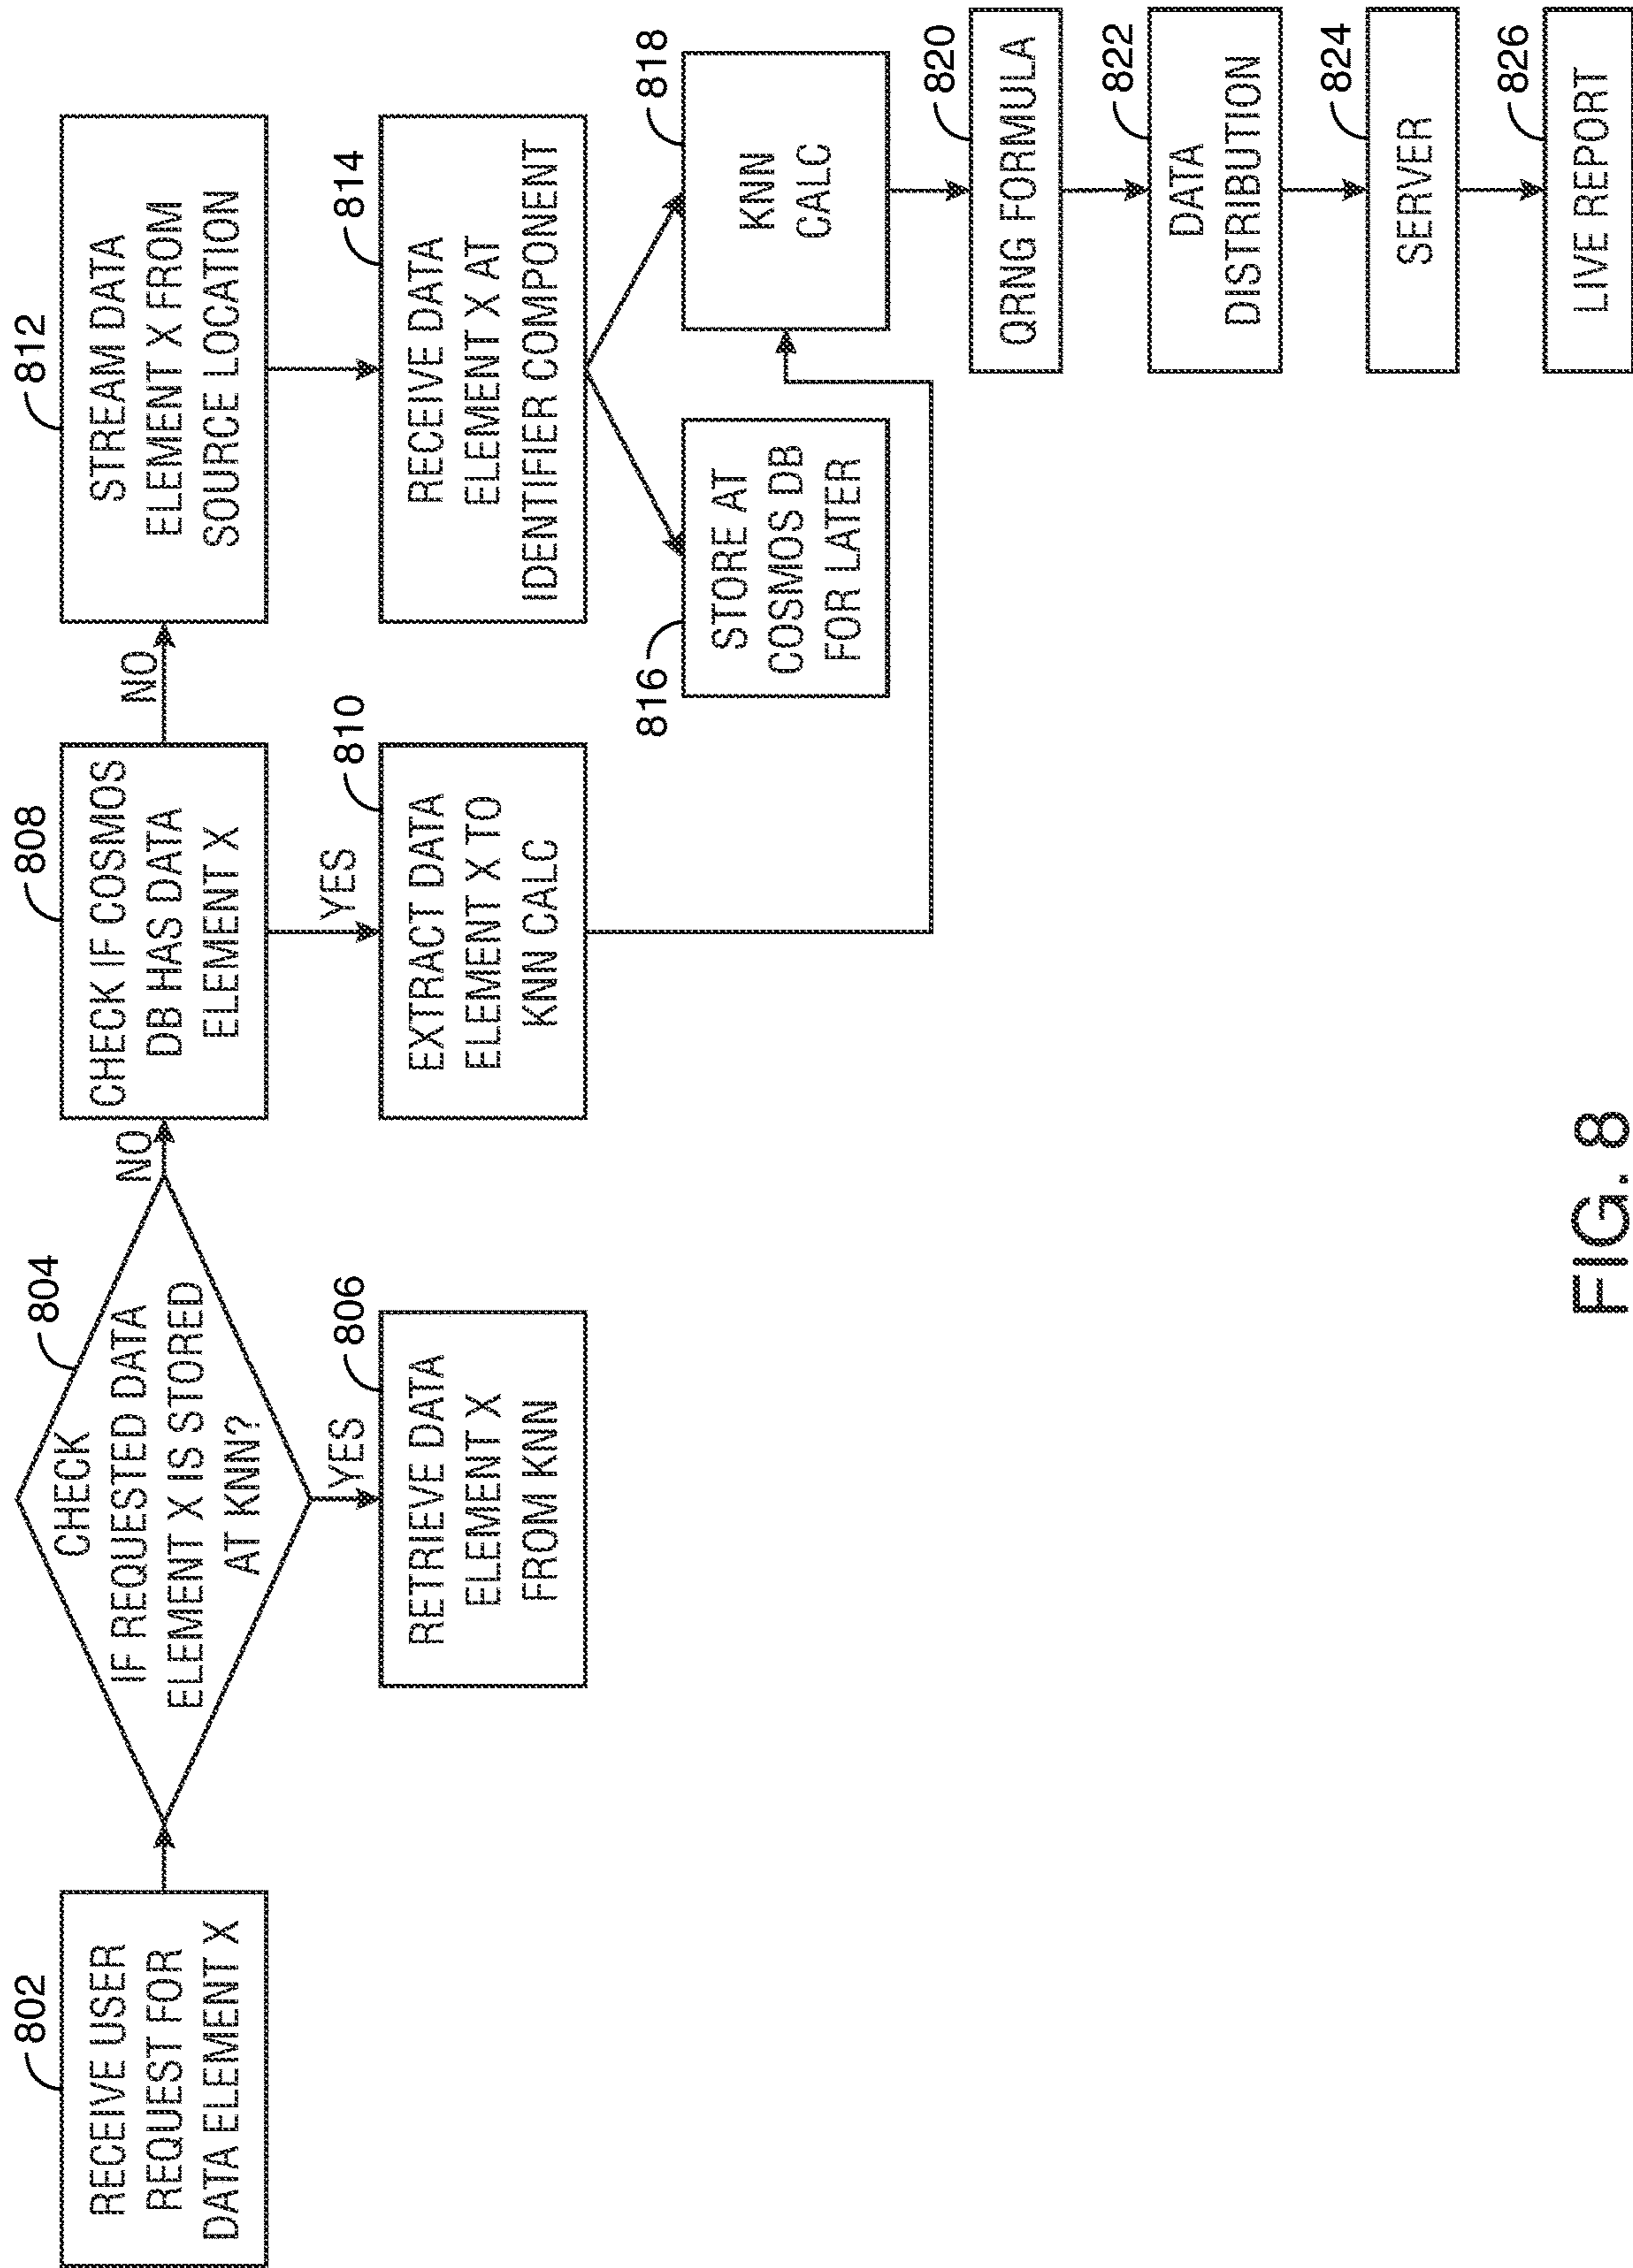 802
RECEIVE USER
REQUEST FOR
DATA ELEMENT X
804
CHECK
IF REQUESTED DATA
ELEMENT X IS STORED
AT KNN?
NO
YES
806
RETRIEVE DATA
ELEMENT X
FROM KNN
808
CHECK IF COSMOS
DB HAS DATA
ELEMENT X
NO
YES
810
EXTRACT DATA
ELEMENT X TO
KNN CALC
812
STREAM DATA
ELEMENT X FROM
SOURCE LOCATION
814
RECEIVE DATA
ELEMENT X AT
IDENTIFIER COMPONENT
816
STORE AT
COSMOS DB
FOR LATER
818
KNN
CALC
820
QRNG FORMULA
822
DATA
DISTRIBUTION
824
SERVER
826
LIVE REPORT
FIG. 8